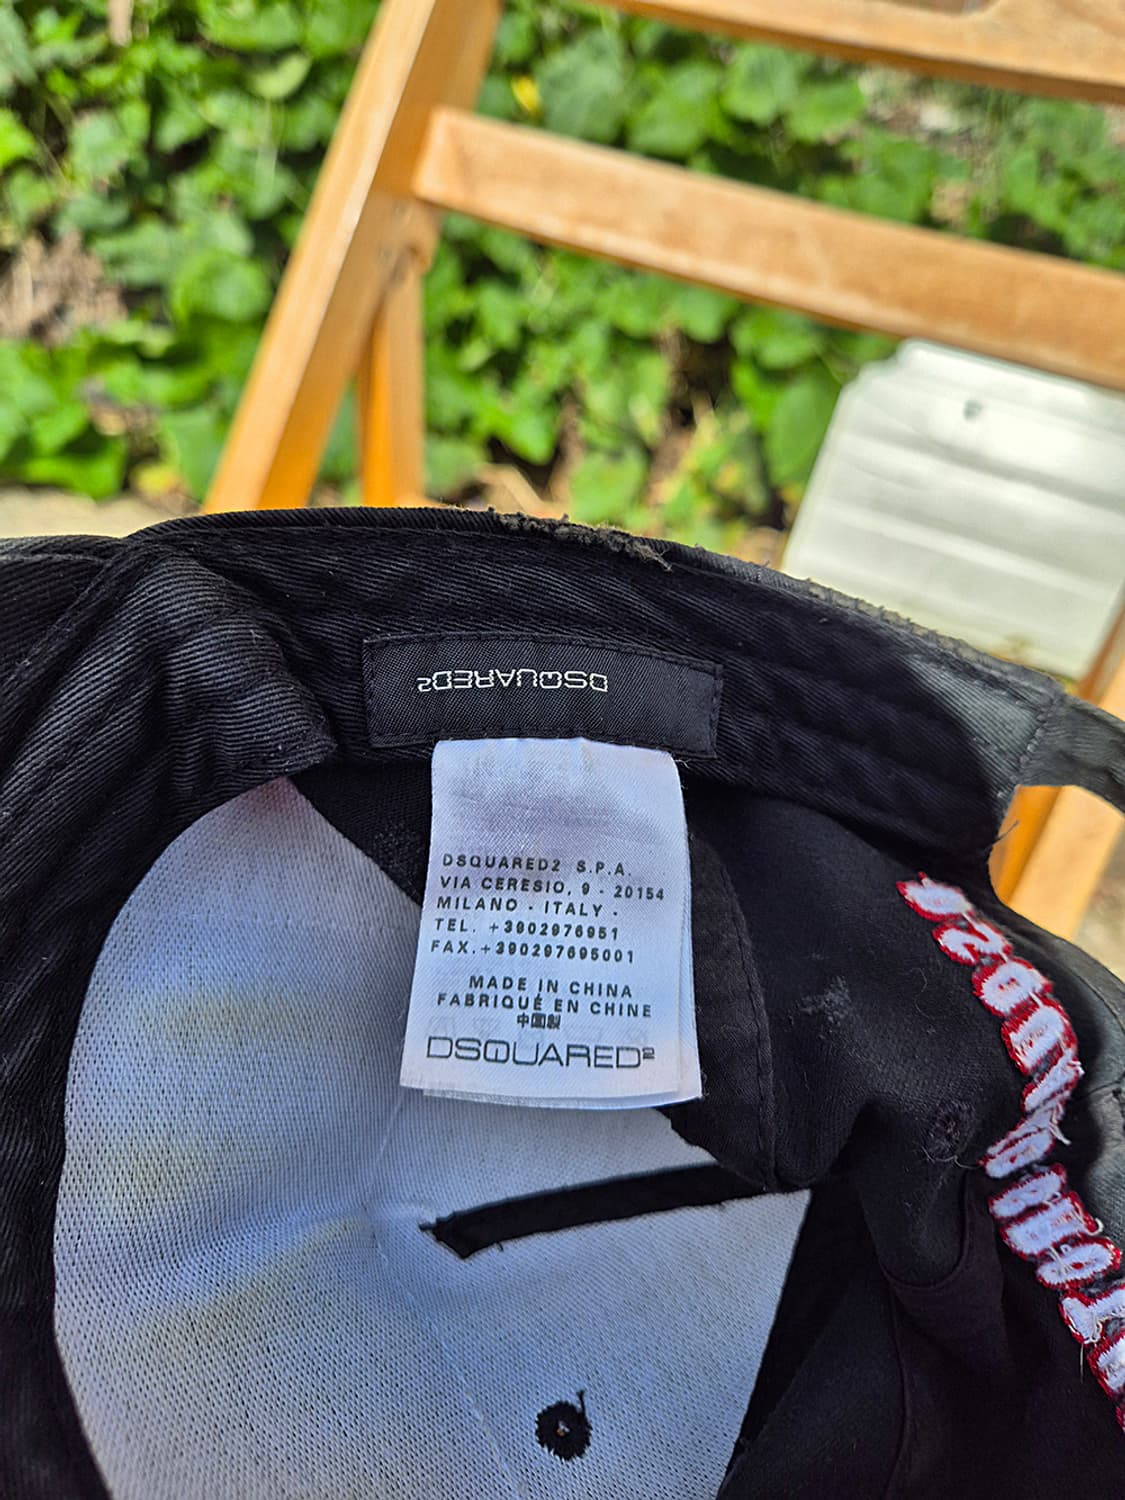 DSQUARED2
DSQUARED2 S.P.A.
VIA CERESIO, 9 - 20154
MILANO - ITALY -
TEL. +3902976951
FAX.+390297695001
MADE IN CHINA
FABRIQUÉ EN CHINE
中国製
DSQUARED2